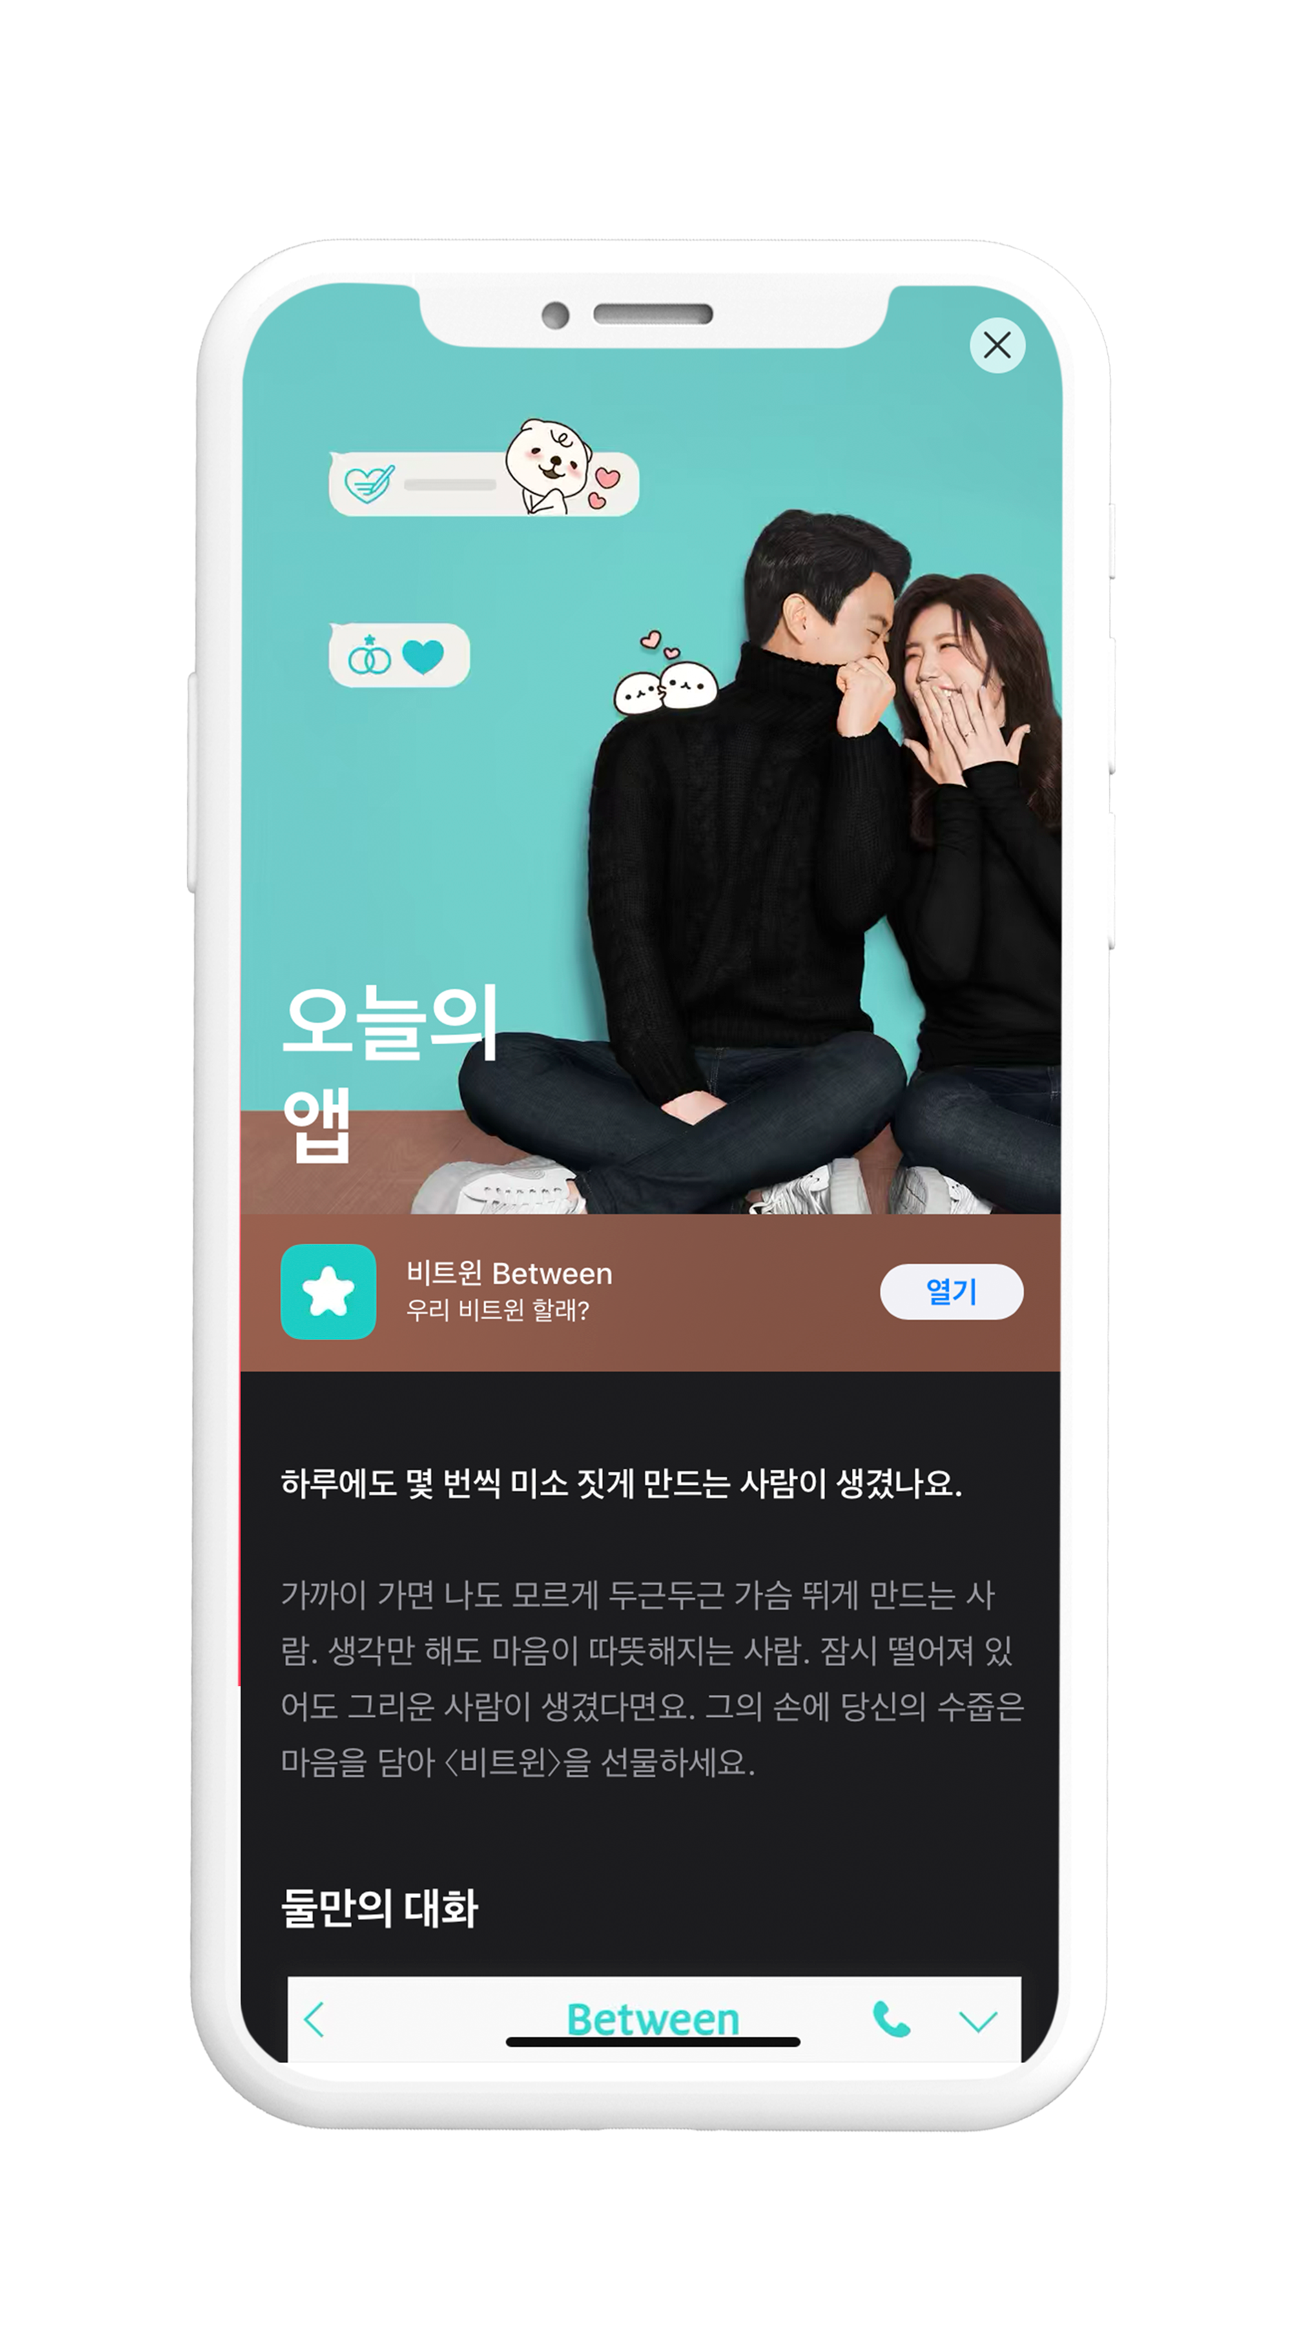 오늘의
앱
비트윈 Between
우리 비트윈 할래?
열기
하루에도 몇 번씩 미소 짓게 만드는 사람이 생겼나요.
가까이 가면 나도 모르게 두근두근 가슴 뛰게 만드는 사
람. 생각만 해도 마음이 따뜻해지는 사람. 잠시 떨어져 있
어도 그리운 사람이 생겼다면요. 그의 손에 당신의 수줍은
마음을 담아 〈비트윈〉을 선물하세요.
둘만의 대화
Between